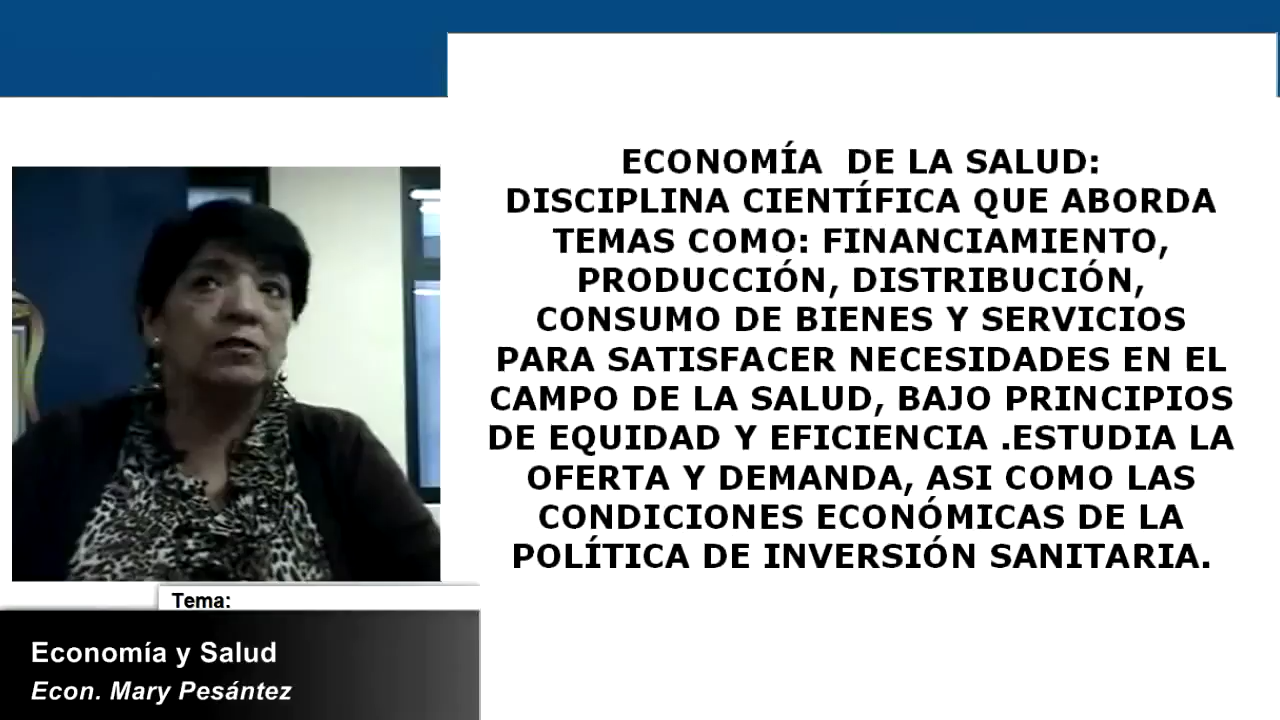 ECONOMÍA  DE LA SALUD:
DISCIPLINA CIENTÍFICA QUE ABORDA
TEMAS COMO: FINANCIAMIENTO,
PRODUCCIÓN, DISTRIBUCIÓN,
CONSUMO DE BIENES Y SERVICIOS
PARA SATISFACER NECESIDADES EN EL
CAMPO DE LA SALUD, BAJO PRINCIPIOS
DE EQUIDAD Y EFICIENCIA .ESTUDIA LA
OFERTA Y DEMANDA, ASI COMO LAS
CONDICIONES ECONÓMICAS DE LA
POLÍTICA DE INVERSIÓN SANITARIA.
Tema:
Economía y Salud
Econ. Mary Pesántez